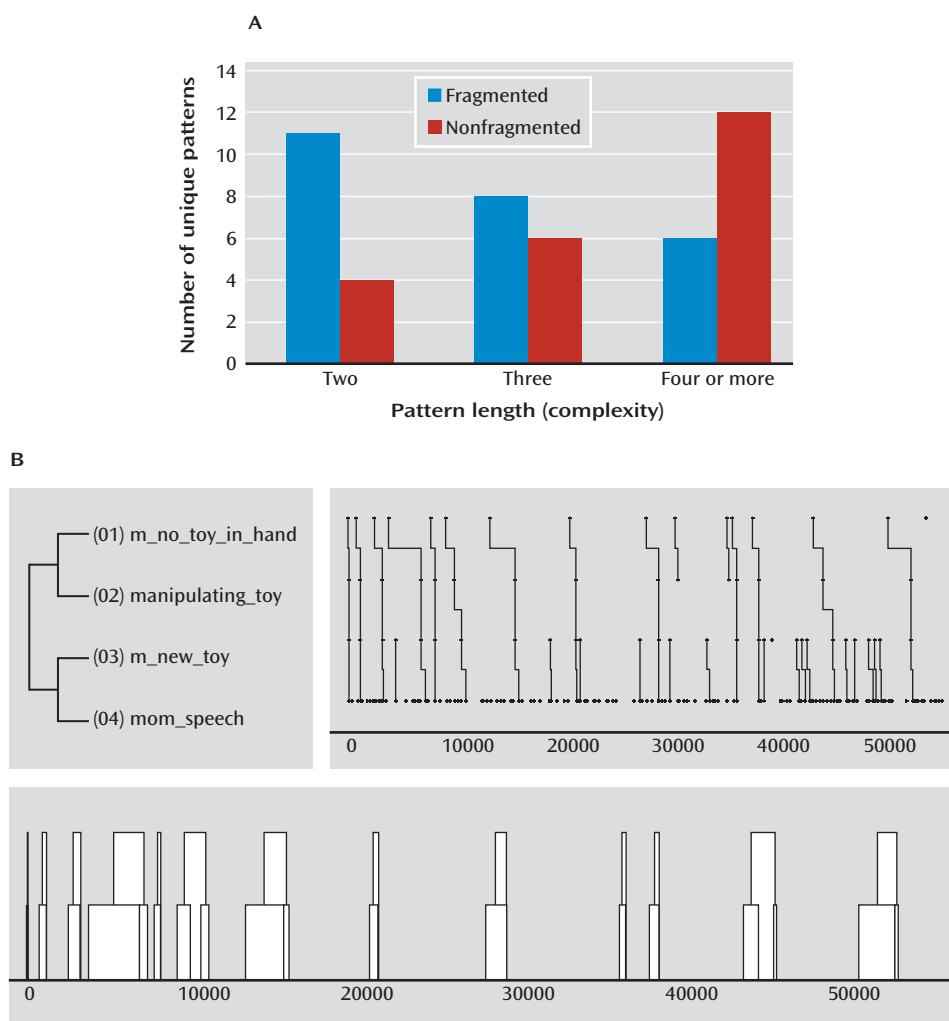 A
Number of unique patterns
14
12
10
8
6
4
2
0
Fragmented
Nonfragmented
Two Three Four or more
Pattern length (complexity)
B
(01) m_no_toy_in_hand
(02) manipulating_toy
(03) m_new_toy
(04) mom_speech
0 10000 20000 30000 40000 50000
0 10000 20000 30000 40000 50000